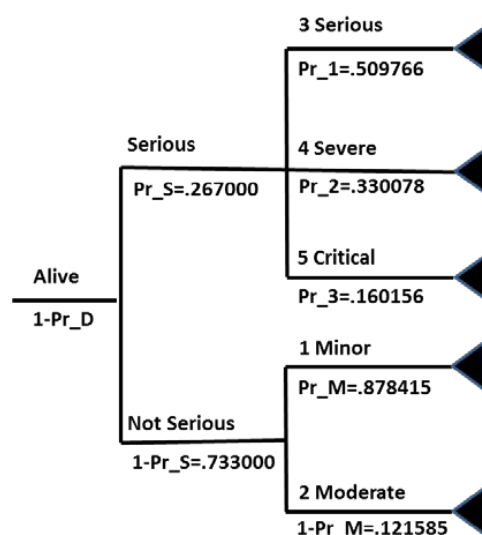 3 Serious
Pr_1=.509766
Serious
Pr_S=.267000
4 Severe
Pr_2=.330078
5 Critical
Pr_3=.160156
Alive
1-Pr_D
1 Minor
Pr_M=.878415
Not Serious
1-Pr_S=.733000
2 Moderate
1-Pr_M=.121585